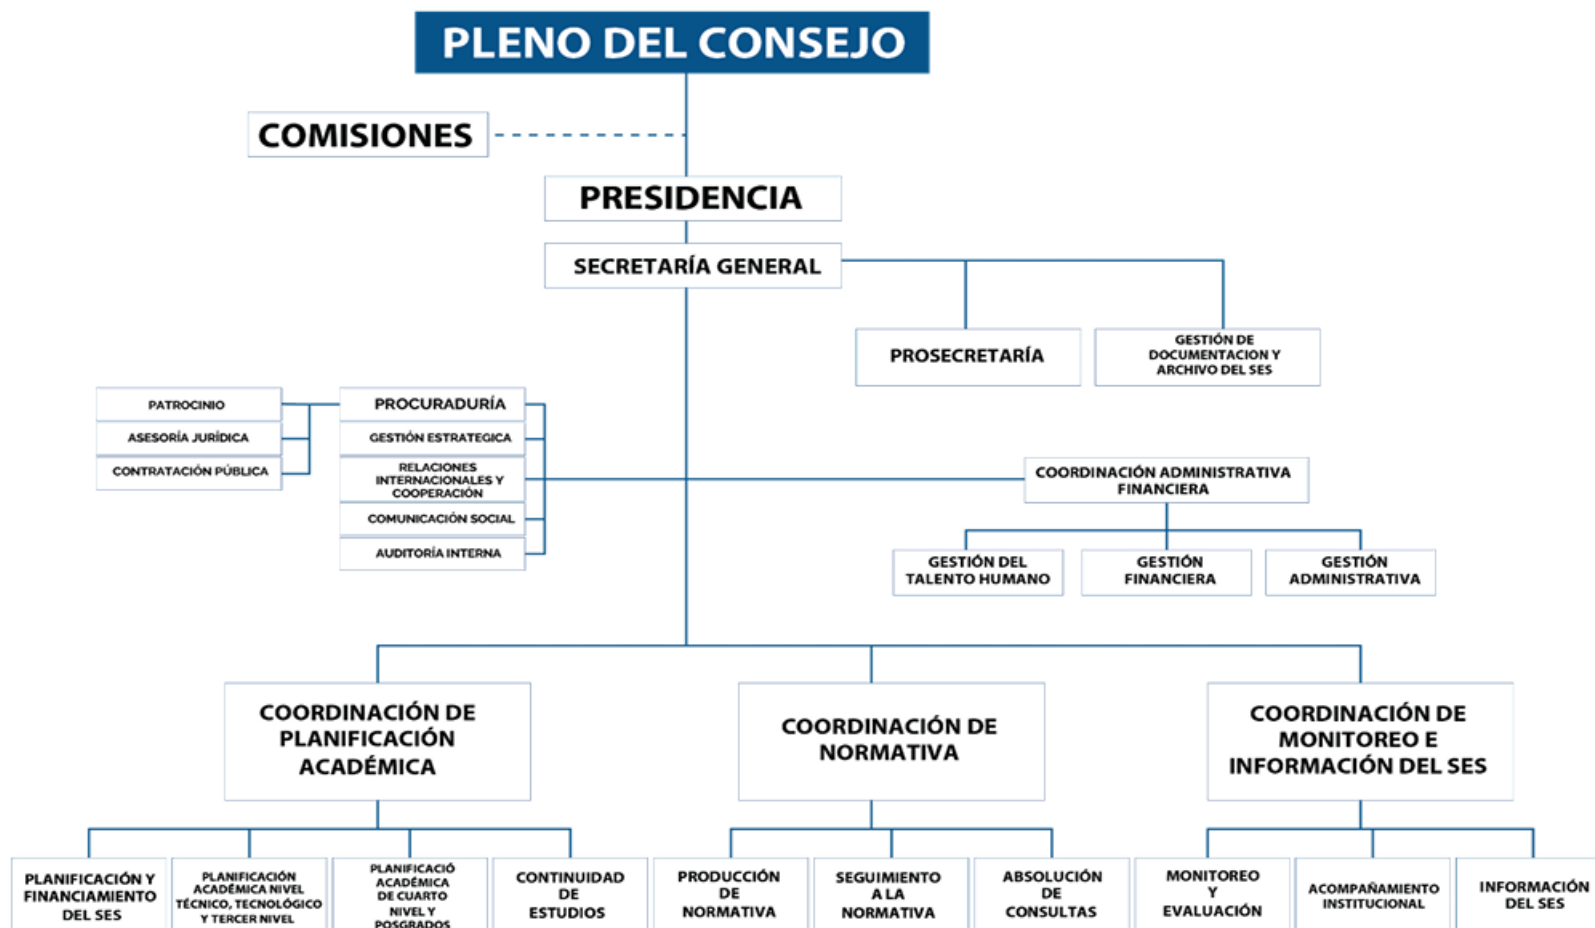 PLENO DEL CONSEJO
COMISIONES
PRESIDENCIA
SECRETARÍA GENERAL
PROSECRETARÍA
GESTIÓN DE
DOCUMENTACION Y
ARCHIVO DEL SES
PATROCINIO
ASESORÍA JURÍDICA
CONTRATACIÓN PÚBLICA
PROCURADURÍA
GESTIÓN ESTRATEGICA
RELACIONES
INTERNACIONALES Y
COOPERACIÓN
COMUNICACIÓN SOCIAL
AUDITORÍA INTERNA
COORDINACIÓN ADMINISTRATIVA
FINANCIERA
GESTIÓN DEL
TALENTO HUMANO
GESTIÓN
FINANCIERA
GESTIÓN
ADMINISTRATIVA
COORDINACIÓN DE
PLANIFICACIÓN
ACADÉMICA
COORDINACIÓN DE
NORMATIVA
COORDINACIÓN DE
MONITOREO E
INFORMACIÓN DEL SES
PLANIFICACIÓN Y
FINANCIAMIENTO
DEL SES
PLANIFICACIÓN
ACADÉMICA NIVEL
TÉCNICO, TECNOLÓGICO
Y TERCER NIVEL
PLANIFICACIÓ
ACADÉMICA
DE CUARTO
NIVEL Y
POSGRADOS
CONTINUIDAD
DE
ESTUDIOS
PRODUCCIÓN
DE
NORMATIVA
SEGUIMIENTO
A LA
NORMATIVA
ABSOLUCIÓN
DE
CONSULTAS
MONITOREO
Y
EVALUACIÓN
ACOMPAÑAMIENTO
INSTITUCIONAL
INFORMACIÓN
DEL SES